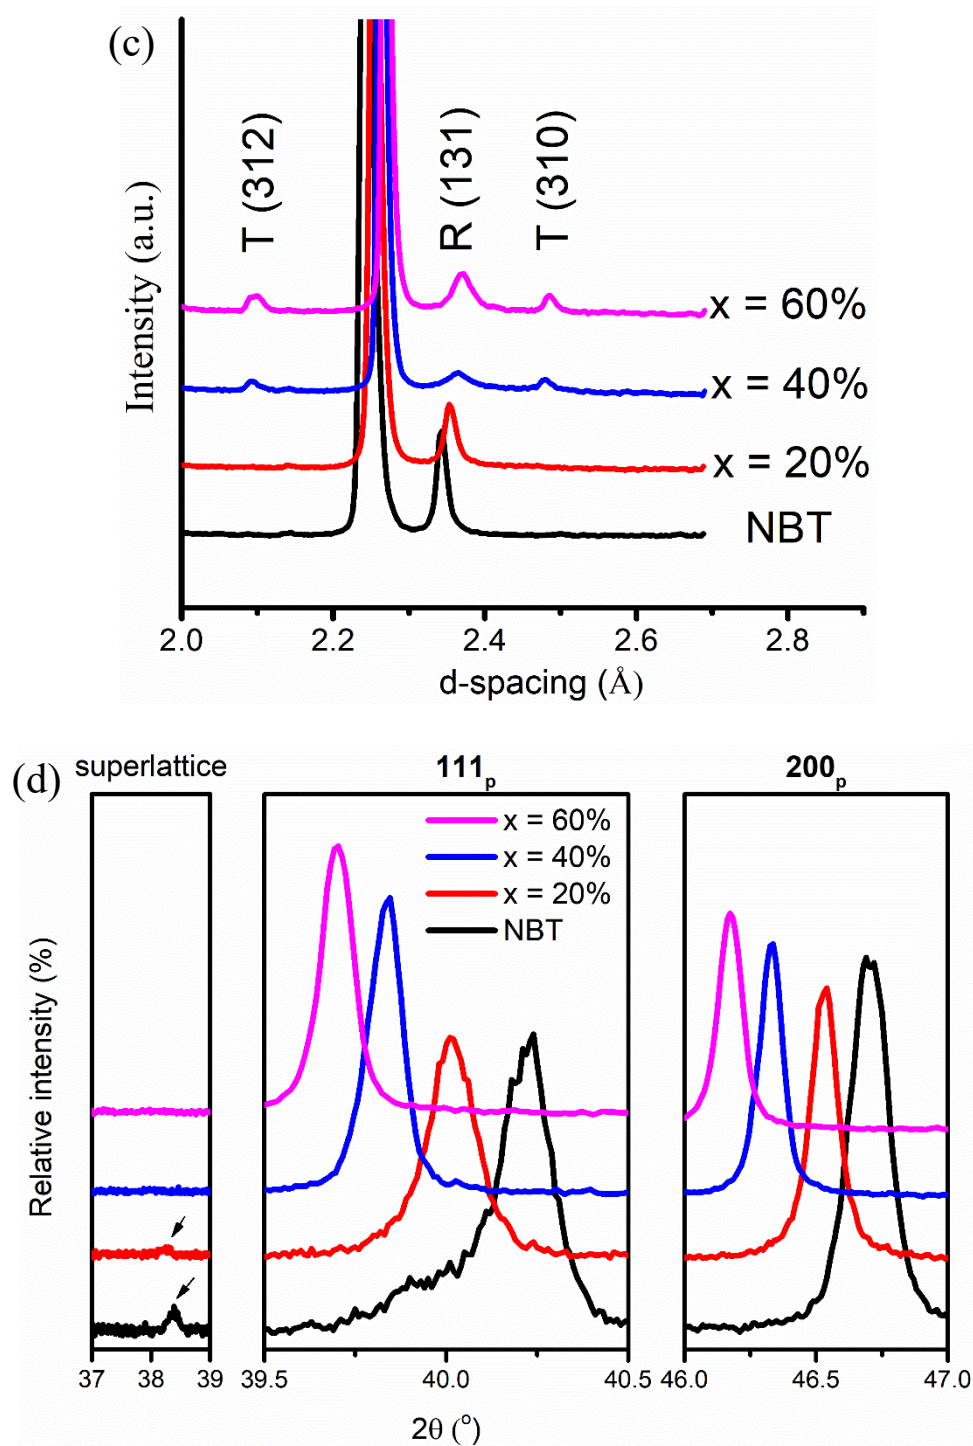 (c)
T (312)
R (131)
T (310)
Intensity (a.u.)
x = 60%
x = 40%
x = 20%
NBT
2.0 2.2 2.4 2.6 2.8
d-spacing (Å)
(d)
superlattice 111p 200p
x = 60%
x = 40%
x = 20%
NBT
Relative intensity (%)
37 38 39 39.5 40.0 40.5 46.0 46.5 47.0
2θ (°)